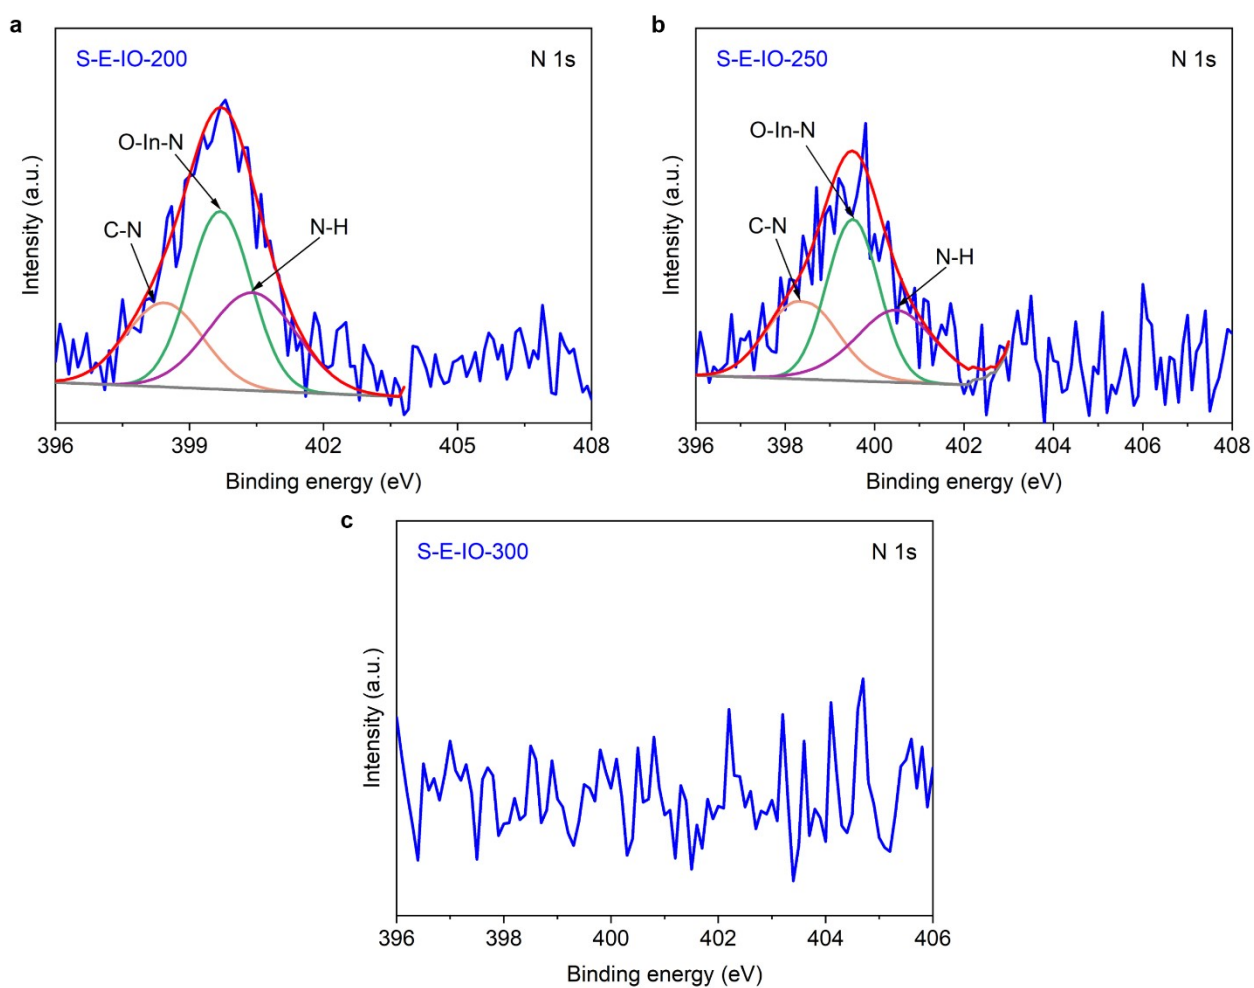 a
S-E-IO-200
N 1s
O-In-N
C-N
N-H
Intensity (a.u.)
396
399
402
405
408
Binding energy (eV)
b
S-E-IO-250
N 1s
O-In-N
C-N
N-H
Intensity (a.u.)
396
398
400
402
404
406
408
Binding energy (eV)
c
S-E-IO-300
N 1s
Intensity (a.u.)
396
398
400
402
404
406
Binding energy (eV)